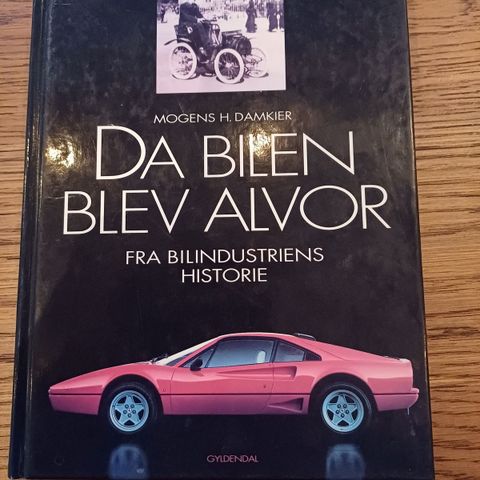 MOGENS H. DAMKIER
DA BILEN
BLEV ALVOR
FRA BILINDUSTRIENS
HISTORIE
GYLDENDAL